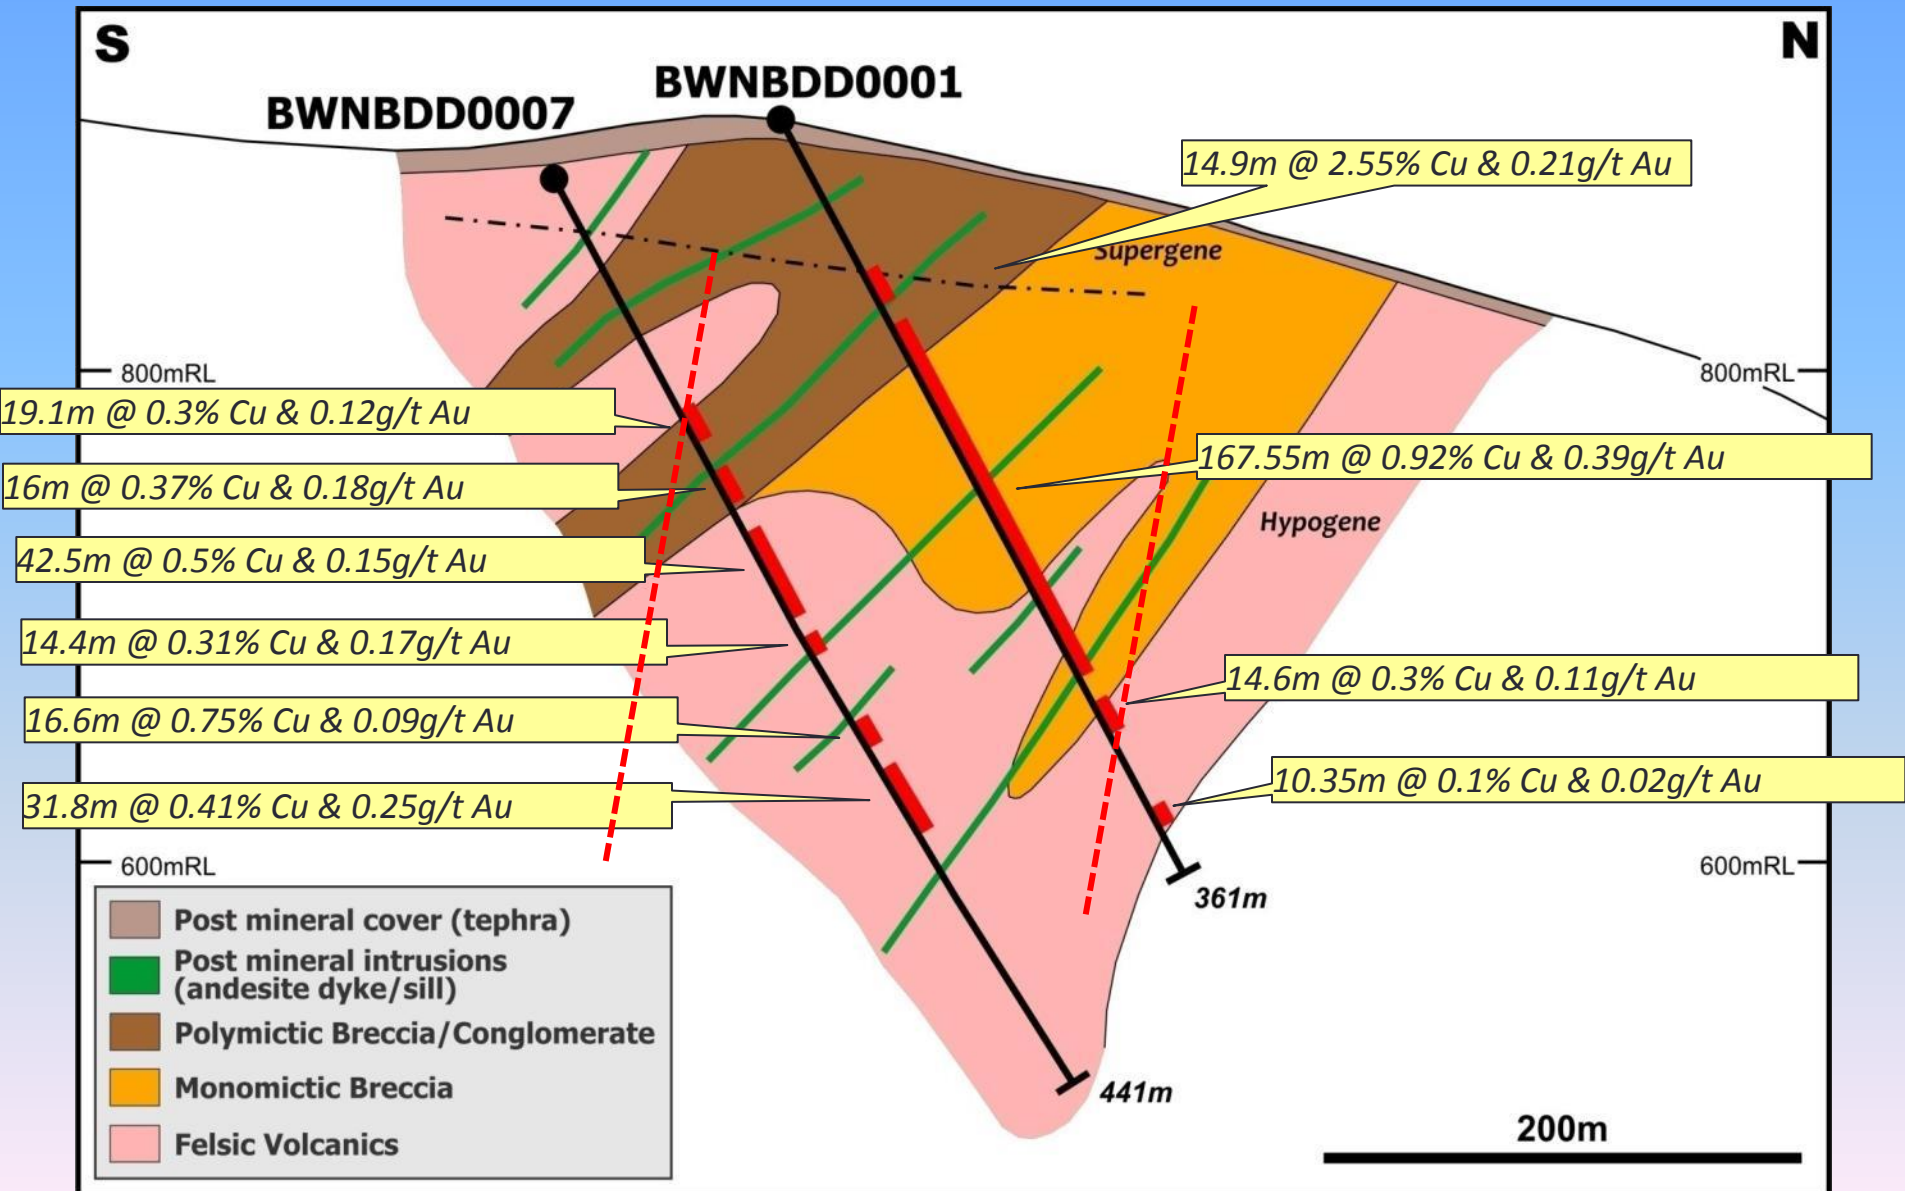 S
N
BWNBDD0001
BWNBDD0007
14.9m @ 2.55% Cu & 0.21g/t Au
Supergene
800mRL
800mRL
19.1m @ 0.3% Cu & 0.12g/t Au
167.55m @ 0.92% Cu & 0.39g/t Au
16m @ 0.37% Cu & 0.18g/t Au
Hypogene
42.5m @ 0.5% Cu & 0.15g/t Au
14.4m @ 0.31% Cu & 0.17g/t Au
14.6m @ 0.3% Cu & 0.11g/t Au
16.6m @ 0.75% Cu & 0.09g/t Au
10.35m @ 0.1% Cu & 0.02g/t Au
31.8m @ 0.41% Cu & 0.25g/t Au
600mRL
600mRL
361m
Post mineral cover (tephra)
Post mineral intrusions
(andesite dyke/sill)
Polymictic Breccia/Conglomerate
Monomictic Breccia
441m
Felsic Volcanics
200m